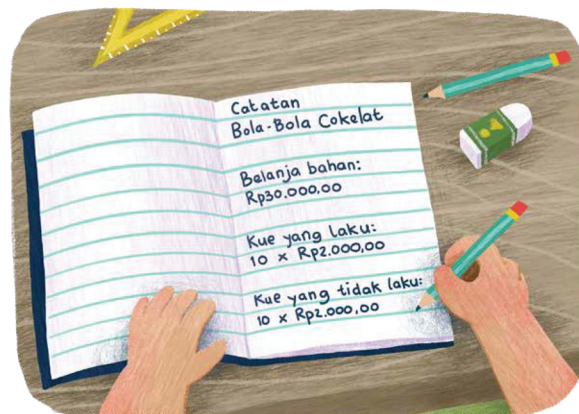 Catatan
Bola-Bola Cokelat
Belanja bahan:
Rp30.000,00
Kue yang laku:
10 x Rp2.000,00
Kue yang tidak laku:
10 x Rp2.000,00